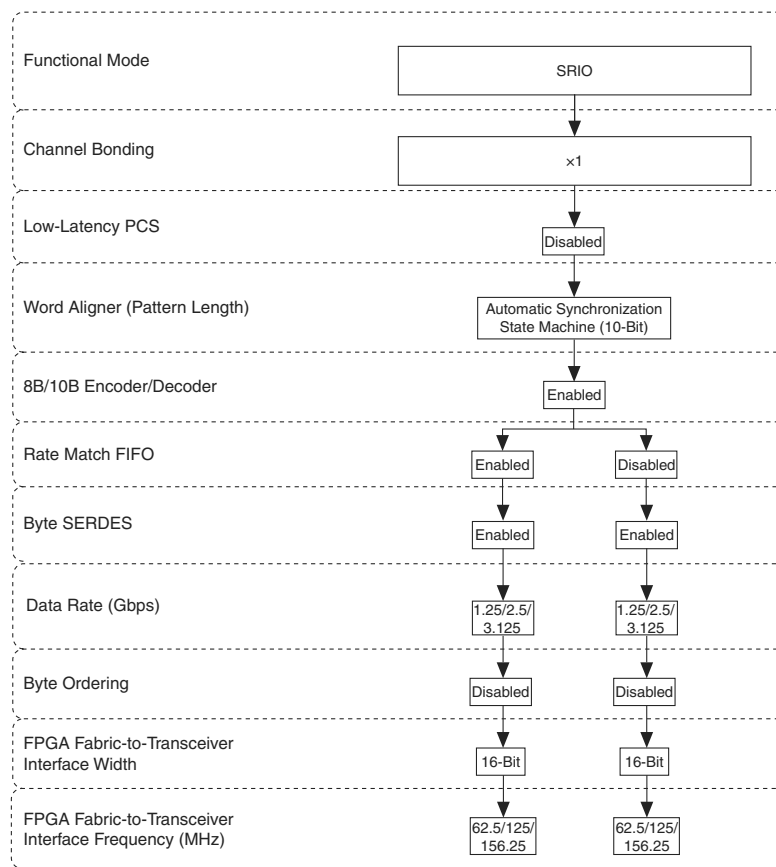 Functional Mode
SRIO
Channel Bonding
×1
Low-Latency PCS
Disabled
Word Aligner (Pattern Length)
Automatic Synchronization
State Machine (10-Bit)
8B/10B Encoder/Decoder
Enabled
Rate Match FIFO
Enabled
Disabled
Byte SERDES
Enabled
Enabled
Data Rate (Gbps)
1.25/2.5/
3.125
1.25/2.5/
3.125
Byte Ordering
Disabled
Disabled
FPGA Fabric-to-Transceiver
Interface Width
16-Bit
16-Bit
FPGA Fabric-to-Transceiver
Interface Frequency (MHz)
62.5/125/
156.25
62.5/125/
156.25